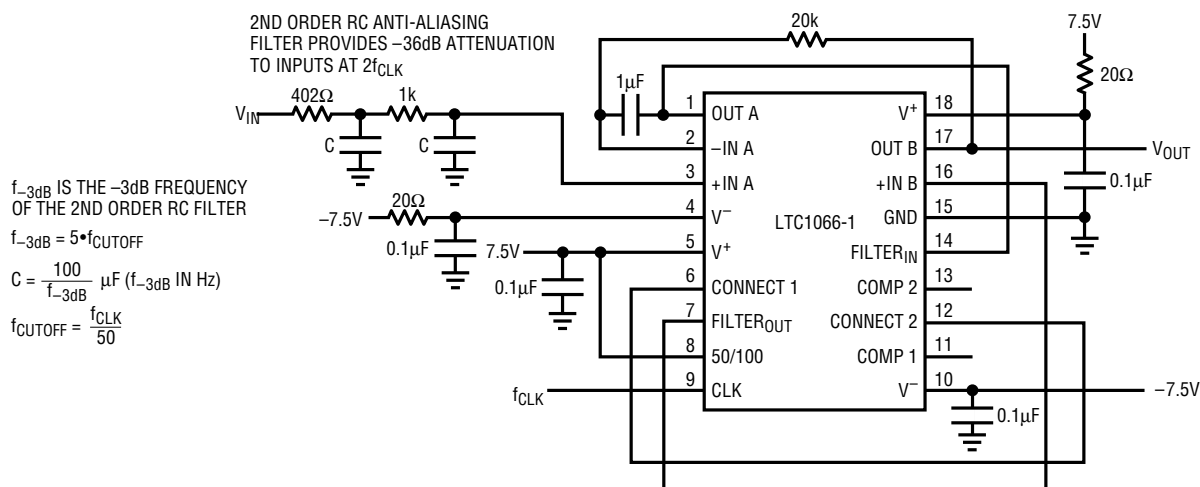 2ND ORDER RC ANTI-ALIASING
FILTER PROVIDES –36dB ATTENUATION
TO INPUTS AT 2fCLK
20k
7.5V
20Ω
402Ω
1k
1µF
VIN
C
C
1
OUT A
2
–IN A
3
+IN A
4
V–
5
V+
6
CONNECT 1
7
FILTEROUT
8
50/100
9
CLK
LTC1066-1
V+
18
OUT B
17
+IN B
16
GND
15
FILTERIN
14
COMP 2
13
CONNECT 2
12
COMP 1
11
V–
10
VOUT
0.1µF
f–3dB IS THE –3dB FREQUENCY
OF THE 2ND ORDER RC FILTER
f–3dB = 5•fCUTOFF
C = 100/f–3dB µF (f–3dB IN Hz)
fCUTOFF = fCLK/50
–7.5V
20Ω
0.1µF
7.5V
0.1µF
fCLK
–7.5V
0.1µF